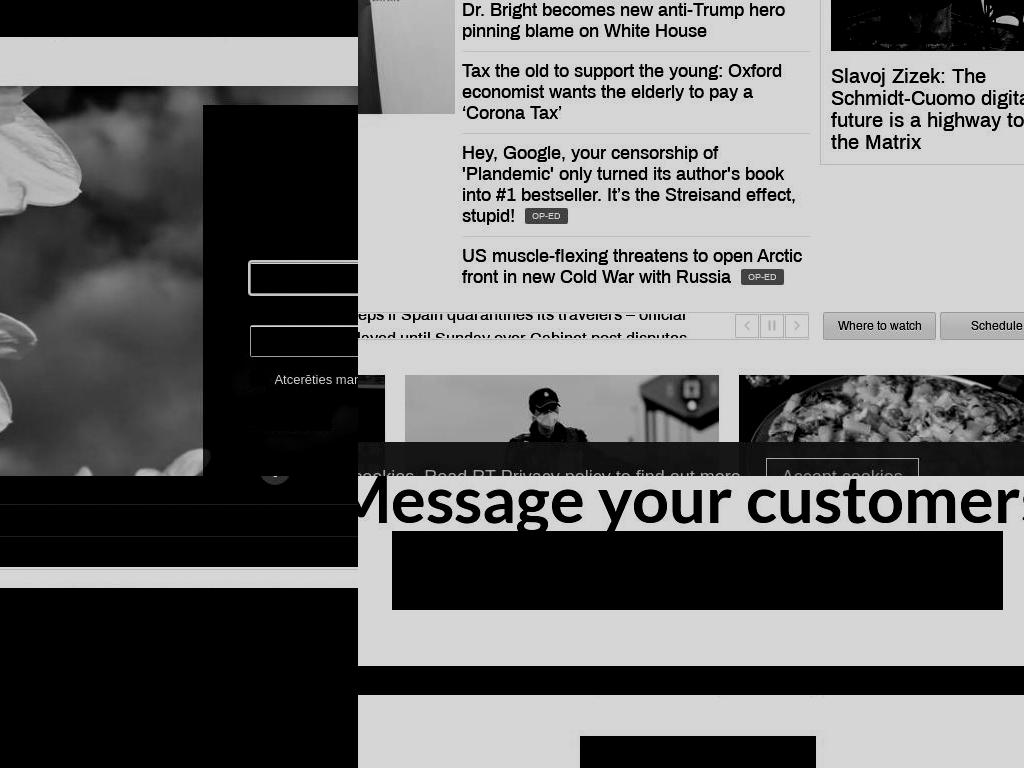 Dr. Bright becomes new anti-Trump hero
pinning blame on White House
Tax the old to support the young: Oxford
economist wants the elderly to pay a
‘Corona Tax’
Hey, Google, your censorship of
'Plandemic' only turned its author's book
into #1 bestseller. It’s the Streisand effect,
stupid! OP-ED
US muscle-flexing threatens to open Arctic
front in new Cold War with Russia OP-ED
Slavoj Zizek: The
Schmidt-Cuomo digita
future is a highway to
the Matrix
eps if Spain quarantines its travelers – official
layed until Sunday over Cabinet post disputes
Where to watch
Schedule
Atcerēties mar
cookies. Read RT Privacy policy to find out more.
Accept cookies
Message your customers